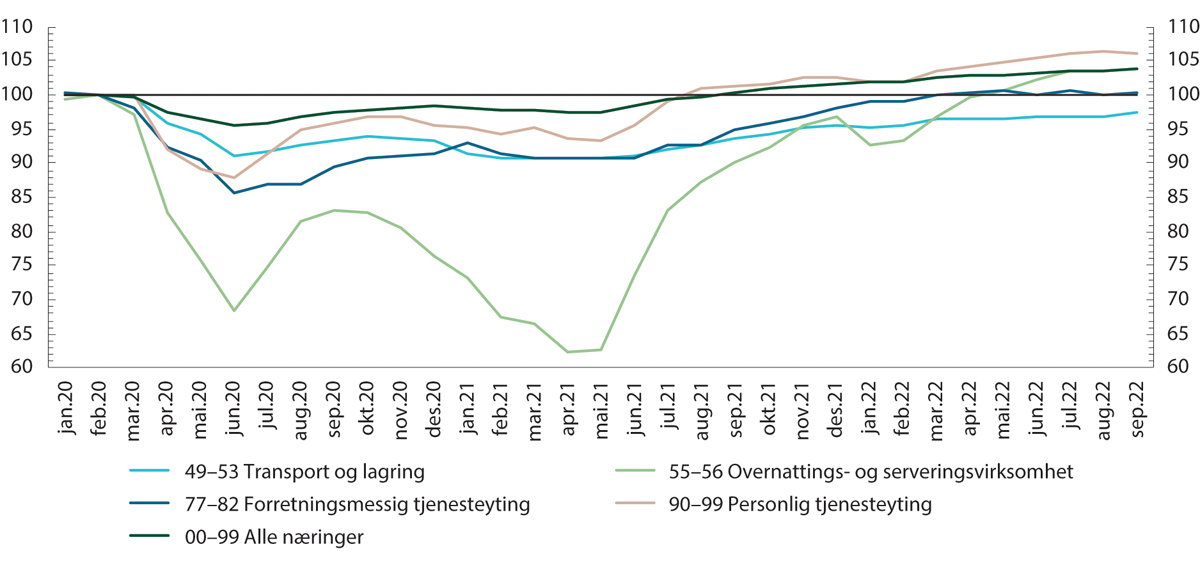 110 110
105 105
100 100
95 95
90 90
85 85
80 80
75 75
70 70
65 65
60 60
jan.20 feb.20 mar.20 apr.20 mai.20 jun.20 jul.20 aug.20 sep.20 okt.20 nov.20 des.20 jan.21 feb.21 mar.21 apr.21 mai.21 jun.21 jul.21 aug.21 sep.21 okt.21 nov.21 des.21 jan.22 feb.22 mar.22 apr.22 mai.22 jun.22 jul.22 aug.22 sep.22
49–53 Transport og lagring 55–56 Overnattings- og serveringsvirksomhet
77–82 Forretningsmessig tjenesteyting 90–99 Personlig tjenesteyting
00–99 Alle næringer